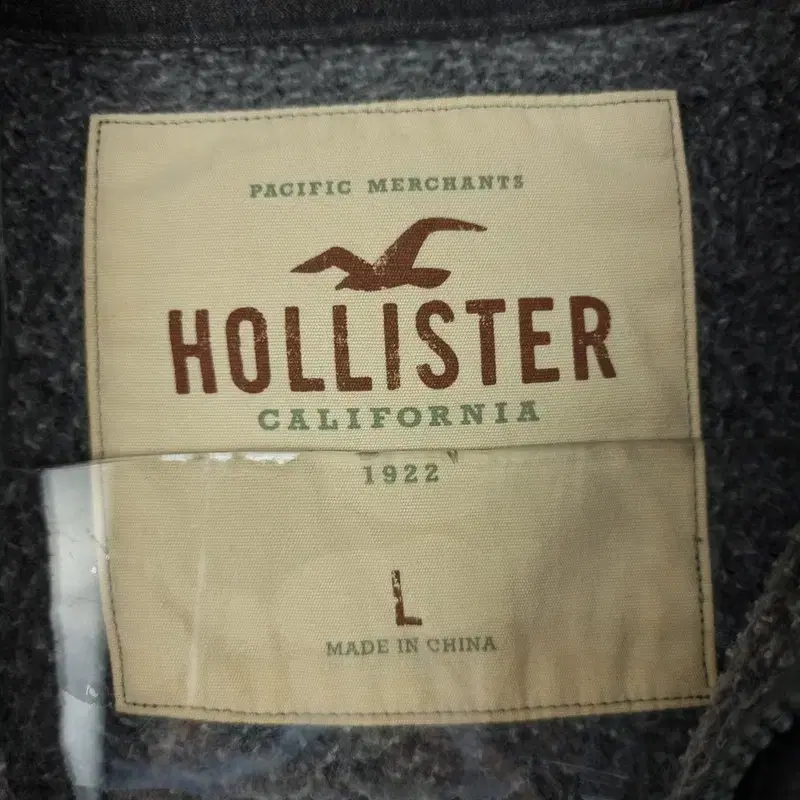 PACIFIC MERCHANTS
HOLLISTER
CALIFORNIA
1922
L
MADE IN CHINA